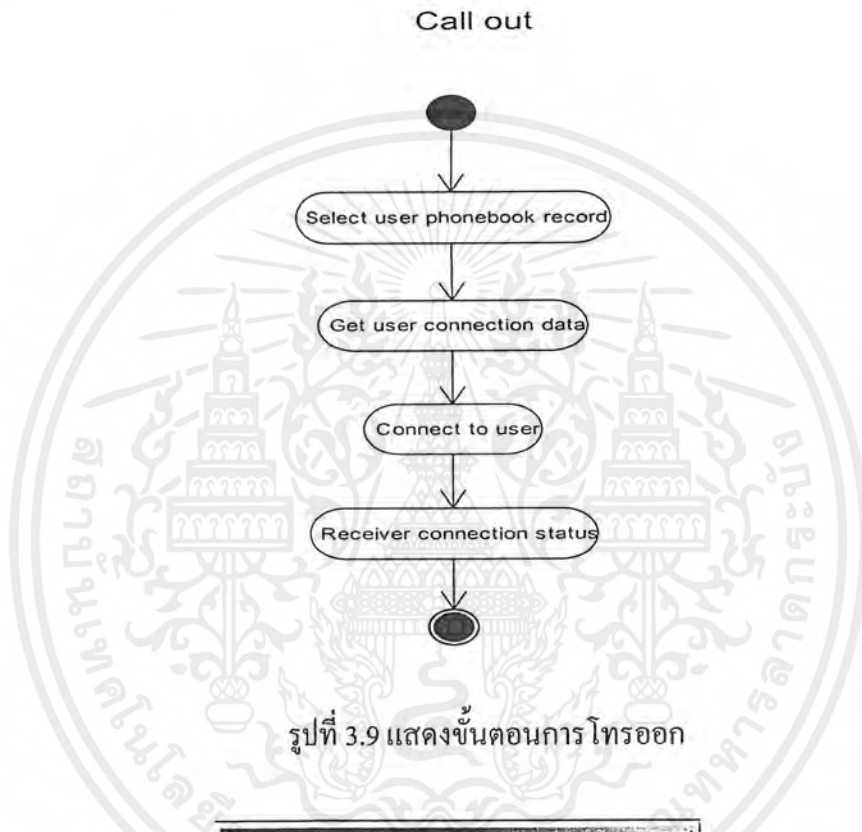 Call out
Select user phonebook record
Get user connection data
Connect to user
Receiver connection status
รูปที่ 3.9 แสดงขั้นตอนการโทรออก